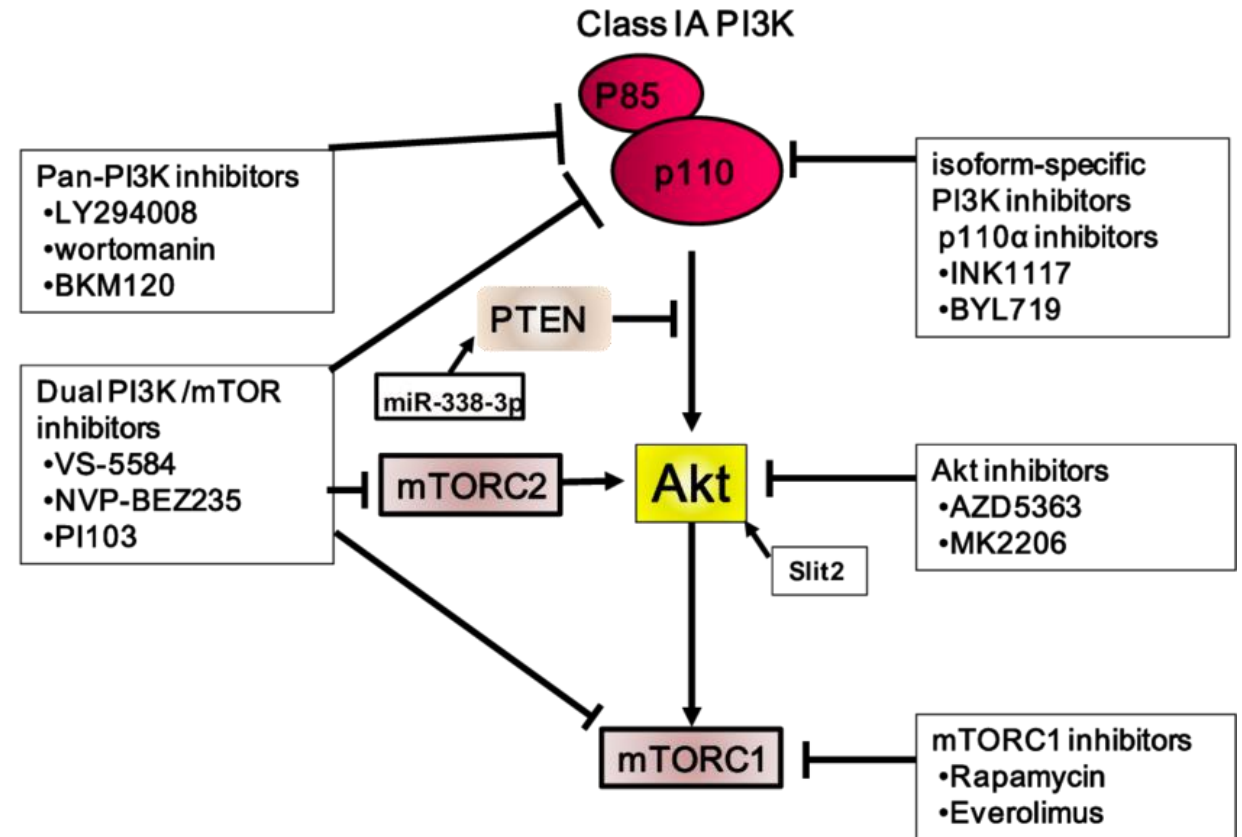 Class IA PI3K
P85
p110
Pan-PI3K inhibitors
•LY294008
•wortomanin
•BKM120
isoform-specific
PI3K inhibitors
p110α inhibitors
•INK1117
•BYL719
PTEN
miR-338-3p
Dual PI3K/mTOR
inhibitors
•VS-5584
•NVP-BEZ235
•PI103
mTORC2
Akt
Akt inhibitors
•AZD5363
•MK2206
Slit2
mTORC1
mTORC1 inhibitors
•Rapamycin
•Everolimus